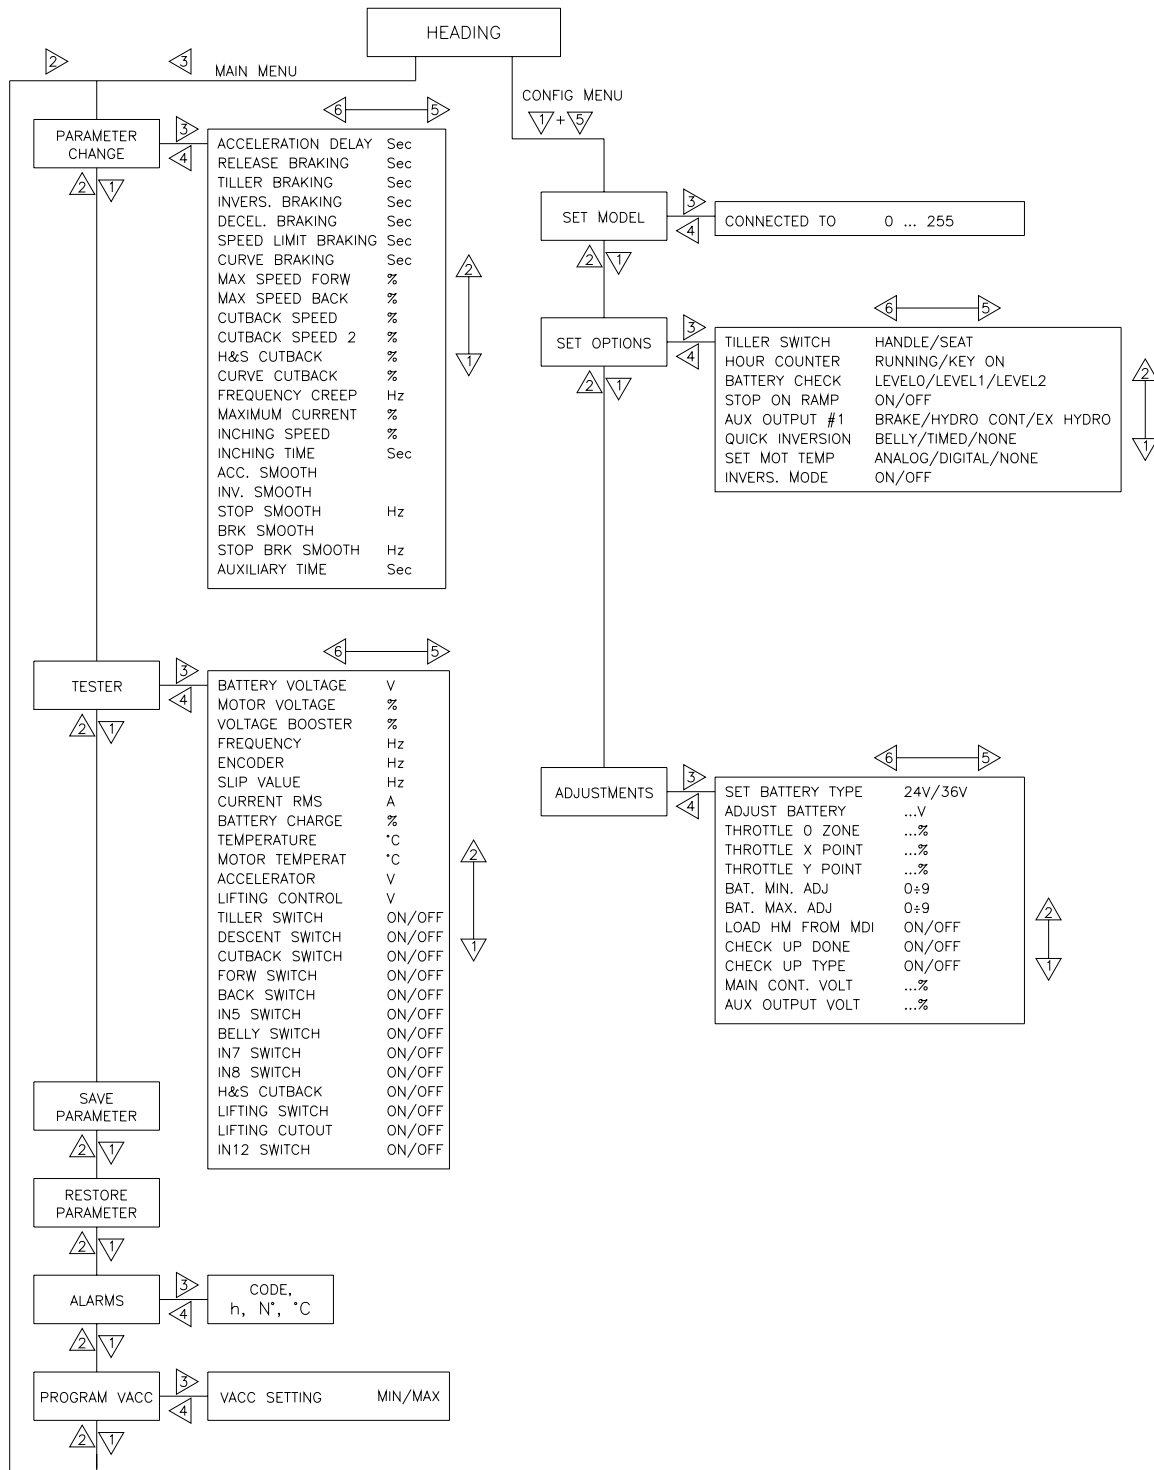 HEADING
2 3 MAIN MENU
CONFIG MENU
1 + 5
PARAMETER
CHANGE
3
4
2 1
6 5
ACCELERATION DELAY Sec
RELEASE BRAKING Sec
TILLER BRAKING Sec
INVERS. BRAKING Sec
DECEL. BRAKING Sec
SPEED LIMIT BRAKING Sec
CURVE BRAKING Sec
MAX SPEED FORW %
MAX SPEED BACK %
CUTBACK SPEED %
CUTBACK SPEED 2 %
H&S CUTBACK %
CURVE CUTBACK %
FREQUENCY CREEP Hz
MAXIMUM CURRENT %
INCHING SPEED %
INCHING TIME Sec
ACC. SMOOTH
INV. SMOOTH
STOP SMOOTH Hz
BRK SMOOTH
STOP BRK SMOOTH Hz
AUXILIARY TIME Sec
2
1
SET MODEL
3
4
2 1
CONNECTED TO 0 ... 255
SET OPTIONS
3
4
2 1
6 5
TILLER SWITCH HANDLE/SEAT
HOUR COUNTER RUNNING/KEY ON
BATTERY CHECK LEVEL0/LEVEL1/LEVEL2
STOP ON RAMP ON/OFF
AUX OUTPUT #1 BRAKE/HYDRO CONT/EX HYDRO
QUICK INVERSION BELLY/TIMED/NONE
SET MOT TEMP ANALOG/DIGITAL/NONE
INVERS. MODE ON/OFF
2
1
TESTER
3
4
2 1
6 5
BATTERY VOLTAGE V
MOTOR VOLTAGE %
VOLTAGE BOOSTER %
FREQUENCY Hz
ENCODER Hz
SLIP VALUE Hz
CURRENT RMS A
BATTERY CHARGE %
TEMPERATURE °C
MOTOR TEMPERAT °C
ACCELERATOR V
LIFTING CONTROL V
TILLER SWITCH ON/OFF
DESCENT SWITCH ON/OFF
CUTBACK SWITCH ON/OFF
FORW SWITCH ON/OFF
BACK SWITCH ON/OFF
IN5 SWITCH ON/OFF
BELLY SWITCH ON/OFF
IN7 SWITCH ON/OFF
IN8 SWITCH ON/OFF
H&S CUTBACK ON/OFF
LIFTING SWITCH ON/OFF
LIFTING CUTOUT ON/OFF
IN12 SWITCH ON/OFF
2
1
ADJUSTMENTS
3
4
6 5
SET BATTERY TYPE 24V/36V
ADJUST BATTERY ...V
THROTTLE 0 ZONE ...%
THROTTLE X POINT ...%
THROTTLE Y POINT ...%
BAT. MIN. ADJ 0÷9
BAT. MAX. ADJ 0÷9
LOAD HM FROM MDI ON/OFF
CHECK UP DONE ON/OFF
CHECK UP TYPE ON/OFF
MAIN CONT. VOLT ...%
AUX OUTPUT VOLT ...%
2
1
SAVE
PARAMETER
2 1
RESTORE
PARAMETER
2 1
ALARMS
3
4
2 1
CODE,
h, N°, °C
PROGRAM VACC
3
4
2 1
VACC SETTING MIN/MAX